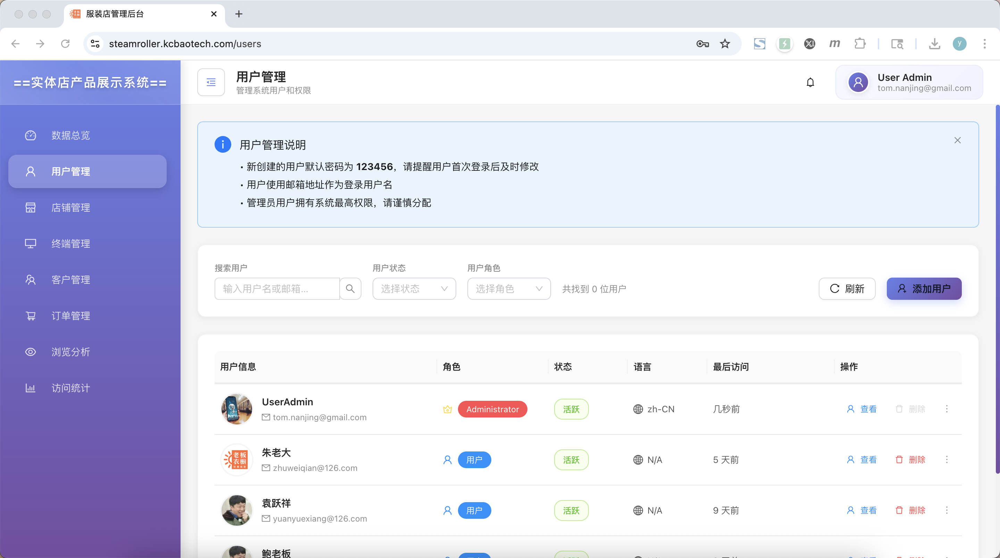 服装店管理后台
steamroller.kcbaotech.com/users
y
==实体店产品展示系统==
数据总览
用户管理
店铺管理
终端管理
客户管理
订单管理
浏览分析
访问统计
用户管理
管理系统用户和权限
User Admin
tom.nanjing@gmail.com
用户管理说明
• 新创建的用户默认密码为 123456，请提醒用户首次登录后及时修改
• 用户使用邮箱地址作为登录用户名
• 管理员用户拥有系统最高权限，请谨慎分配
搜索用户 用户状态 用户角色
输入用户名或邮箱... 选择状态 选择角色 共找到 0 位用户 刷新 添加用户
用户信息 角色 状态 语言 最后访问 操作
UserAdmin
tom.nanjing@gmail.com
Administrator 活跃 zh-CN 几秒前 查看 删除
朱老大
zhuweiqian@126.com
老板衣橱
用户 活跃 N/A 5 天前 查看 删除
袁跃祥
yuanyuexiang@126.com
用户 活跃 N/A 9 天前 查看 删除
鲍老板